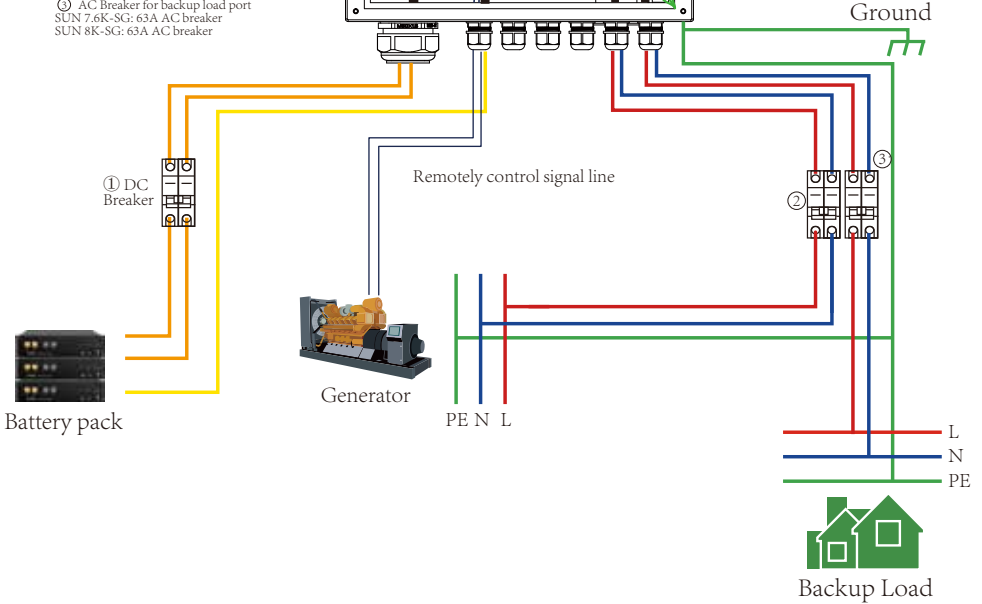 ③ AC Breaker for backup load port
SUN 7.6K-SG: 63A AC breaker
SUN 8K-SG: 63A AC breaker
Ground
① DC
Breaker
Remotely control signal line
②
③
Generator
Battery pack
PE N L
L
N
PE
Backup Load